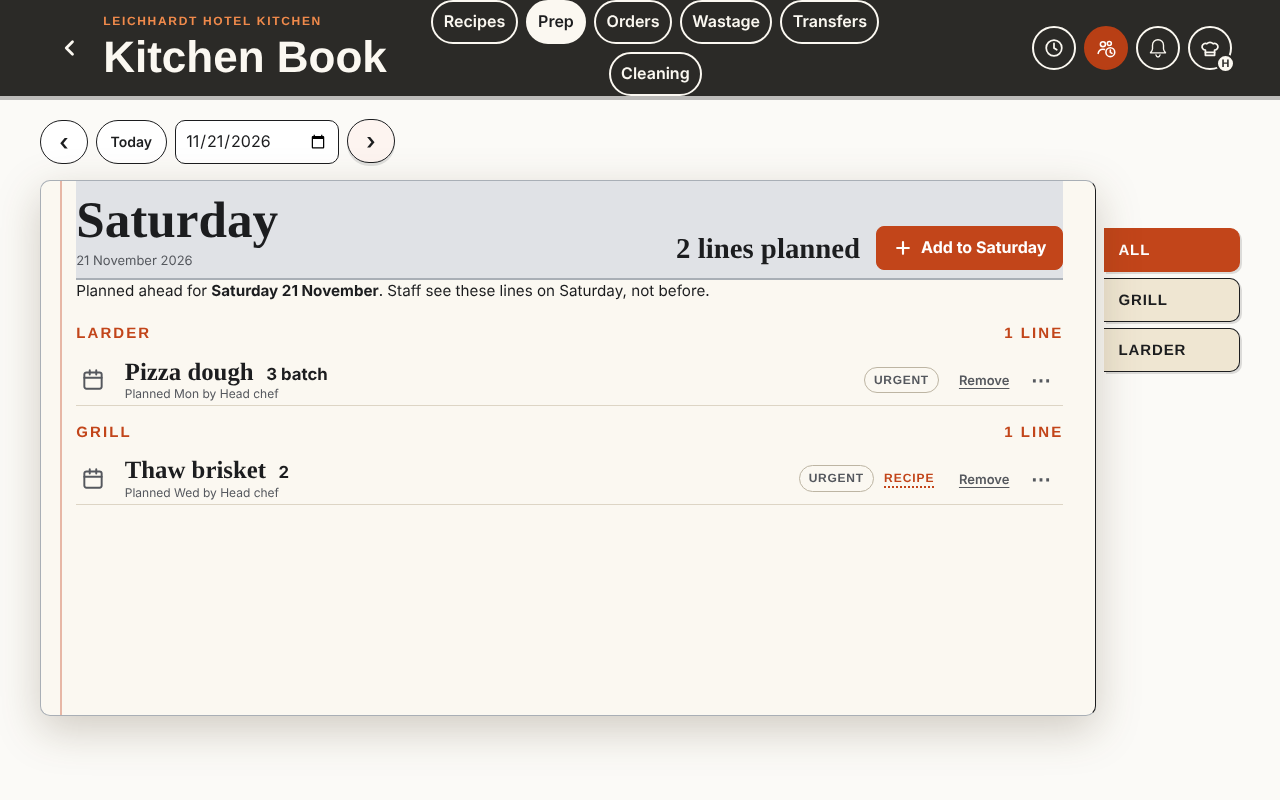 LEICHHARDT HOTEL KITCHEN
Kitchen Book
Recipes Prep Orders Wastage Transfers
Cleaning
H
‹ Today 11/21/2026 ›
Saturday
21 November 2026
2 lines planned
+ Add to Saturday
Planned ahead for Saturday 21 November. Staff see these lines on Saturday, not before.
LARDER 1 LINE
Pizza dough 3 batch
Planned Mon by Head chef
URGENT Remove ⋯
GRILL 1 LINE
Thaw brisket 2
Planned Wed by Head chef
URGENT RECIPE Remove ⋯
ALL
GRILL
LARDER